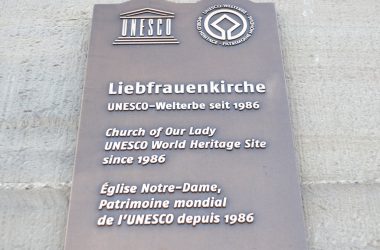 UNESCO
Liebfrauenkirche
UNESCO-Welterbe seit 1986
Church of Our Lady
UNESCO World Heritage Site
since 1986
Église Notre-Dame,
Patrimoine mondial
de l'UNESCO depuis 1986